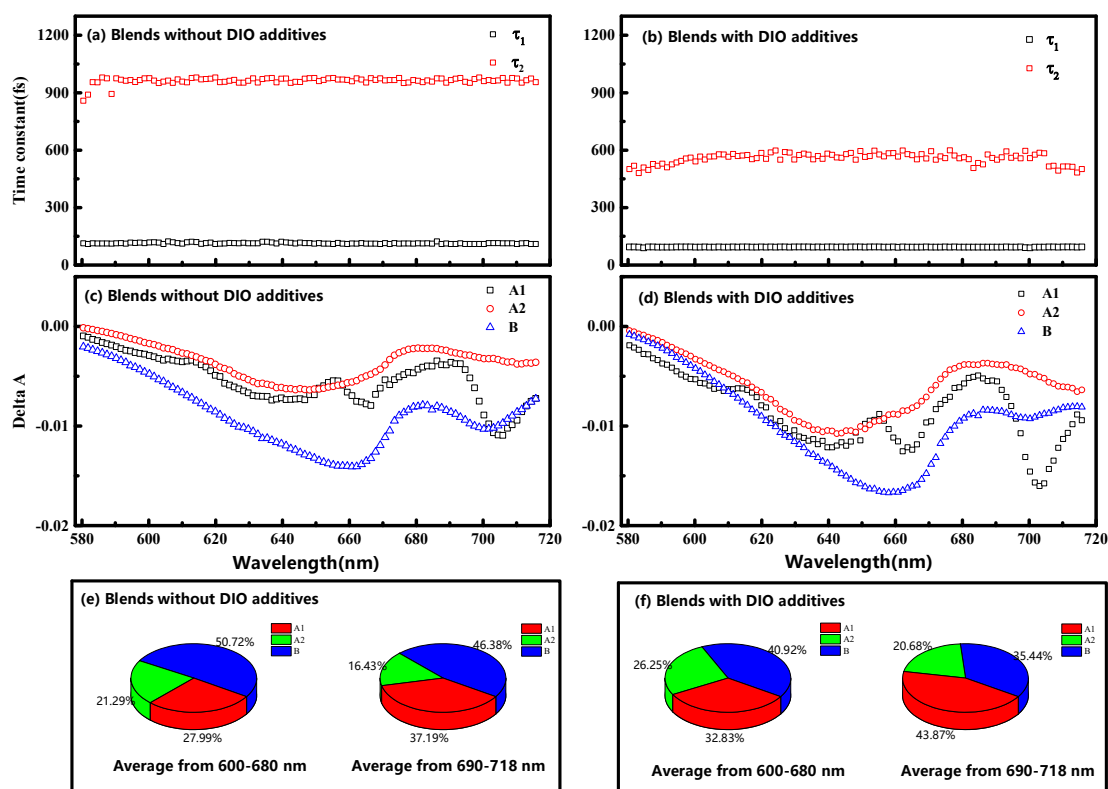 (a) Blends without DIO additives
τ1
τ2
Time constant(fs)
1200
900
600
300
0
(b) Blends with DIO additives
τ1
τ2
Time constant(fs)
1200
900
600
300
0
(c) Blends without DIO additives
A1
A2
B
Delta A
0.00
-0.01
-0.02
580 600 620 640 660 680 700 720
Wavelength(nm)
(d) Blends with DIO additives
A1
A2
B
Delta A
0.00
-0.01
-0.02
580 600 620 640 660 680 700 720
Wavelength(nm)
(e) Blends without DIO additives
50.72%
21.29%
27.99%
A1
A2
B
Average from 600-680 nm
46.38%
16.43%
37.19%
A1
A2
B
Average from 690-718 nm
(f) Blends with DIO additives
40.92%
26.25%
32.83%
A1
A2
B
Average from 600-680 nm
35.44%
20.68%
43.87%
A1
A2
B
Average from 690-718 nm